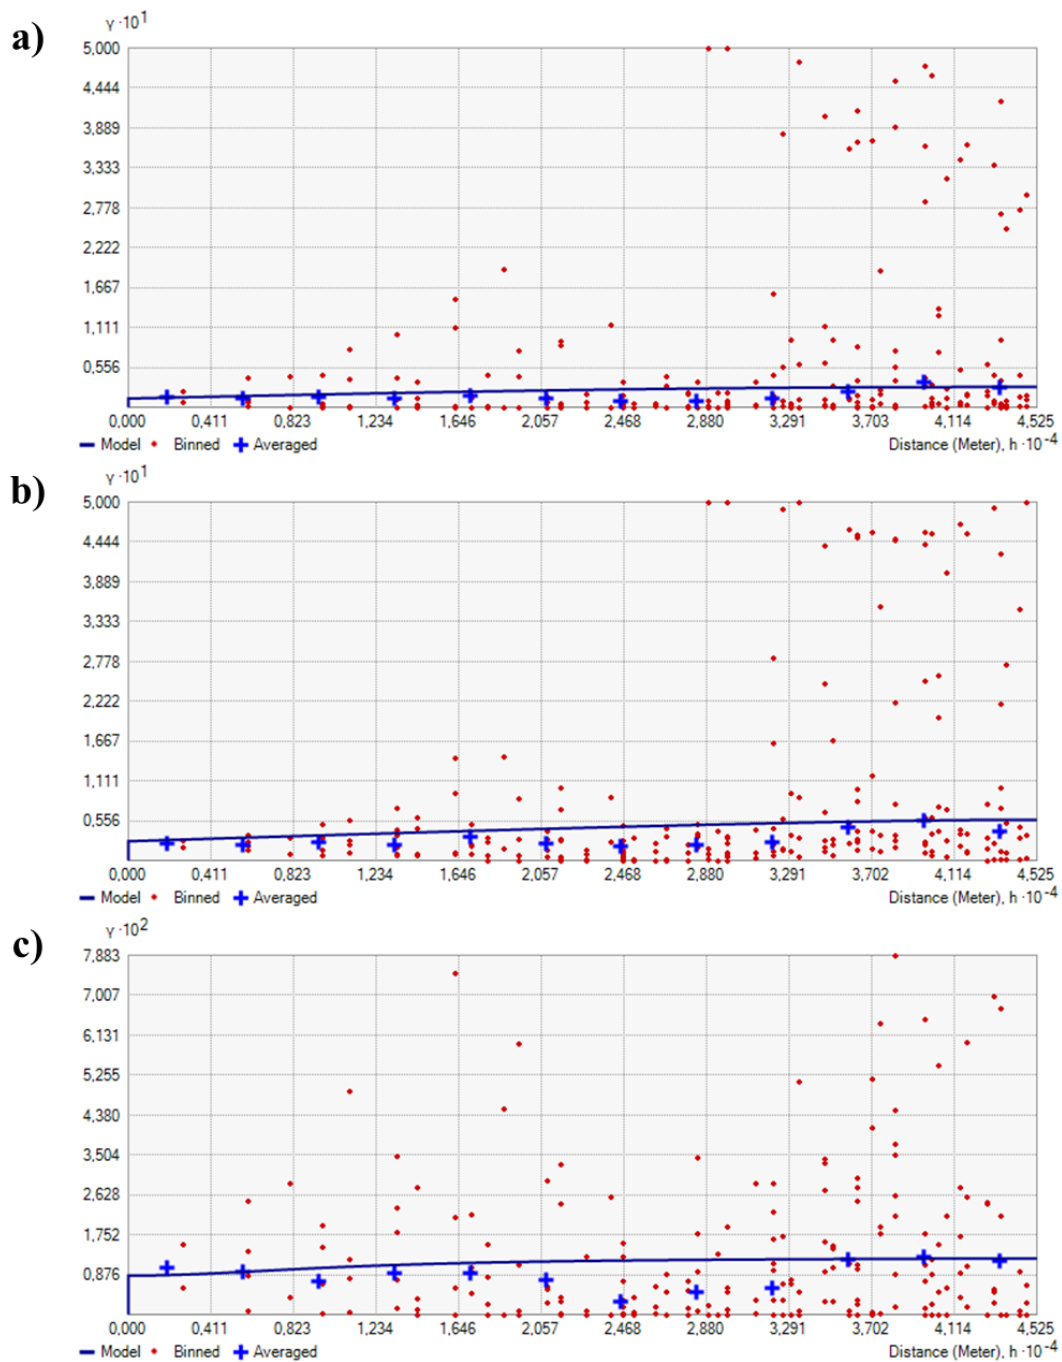 a)
γ · 10¹
5,000
4,444
3,889
3,333
2,778
2,222
1,667
1,111
0,556
0,000 0,411 0,823 1,234 1,646 2,057 2,468 2,880 3,291 3,702 4,114 4,525
Model Binned Averaged Distance (Meter), h · 10⁻⁴
b)
γ · 10¹
5,000
4,444
3,889
3,333
2,778
2,222
1,667
1,111
0,556
0,000 0,411 0,823 1,234 1,646 2,057 2,468 2,880 3,291 3,702 4,114 4,525
Model Binned Averaged Distance (Meter), h · 10⁻⁴
c)
γ · 10²
7,883
7,007
6,131
5,255
4,380
3,504
2,628
1,752
0,876
0,000 0,411 0,823 1,234 1,646 2,057 2,468 2,880 3,291 3,702 4,114 4,525
Model Binned Averaged Distance (Meter), h · 10⁻⁴